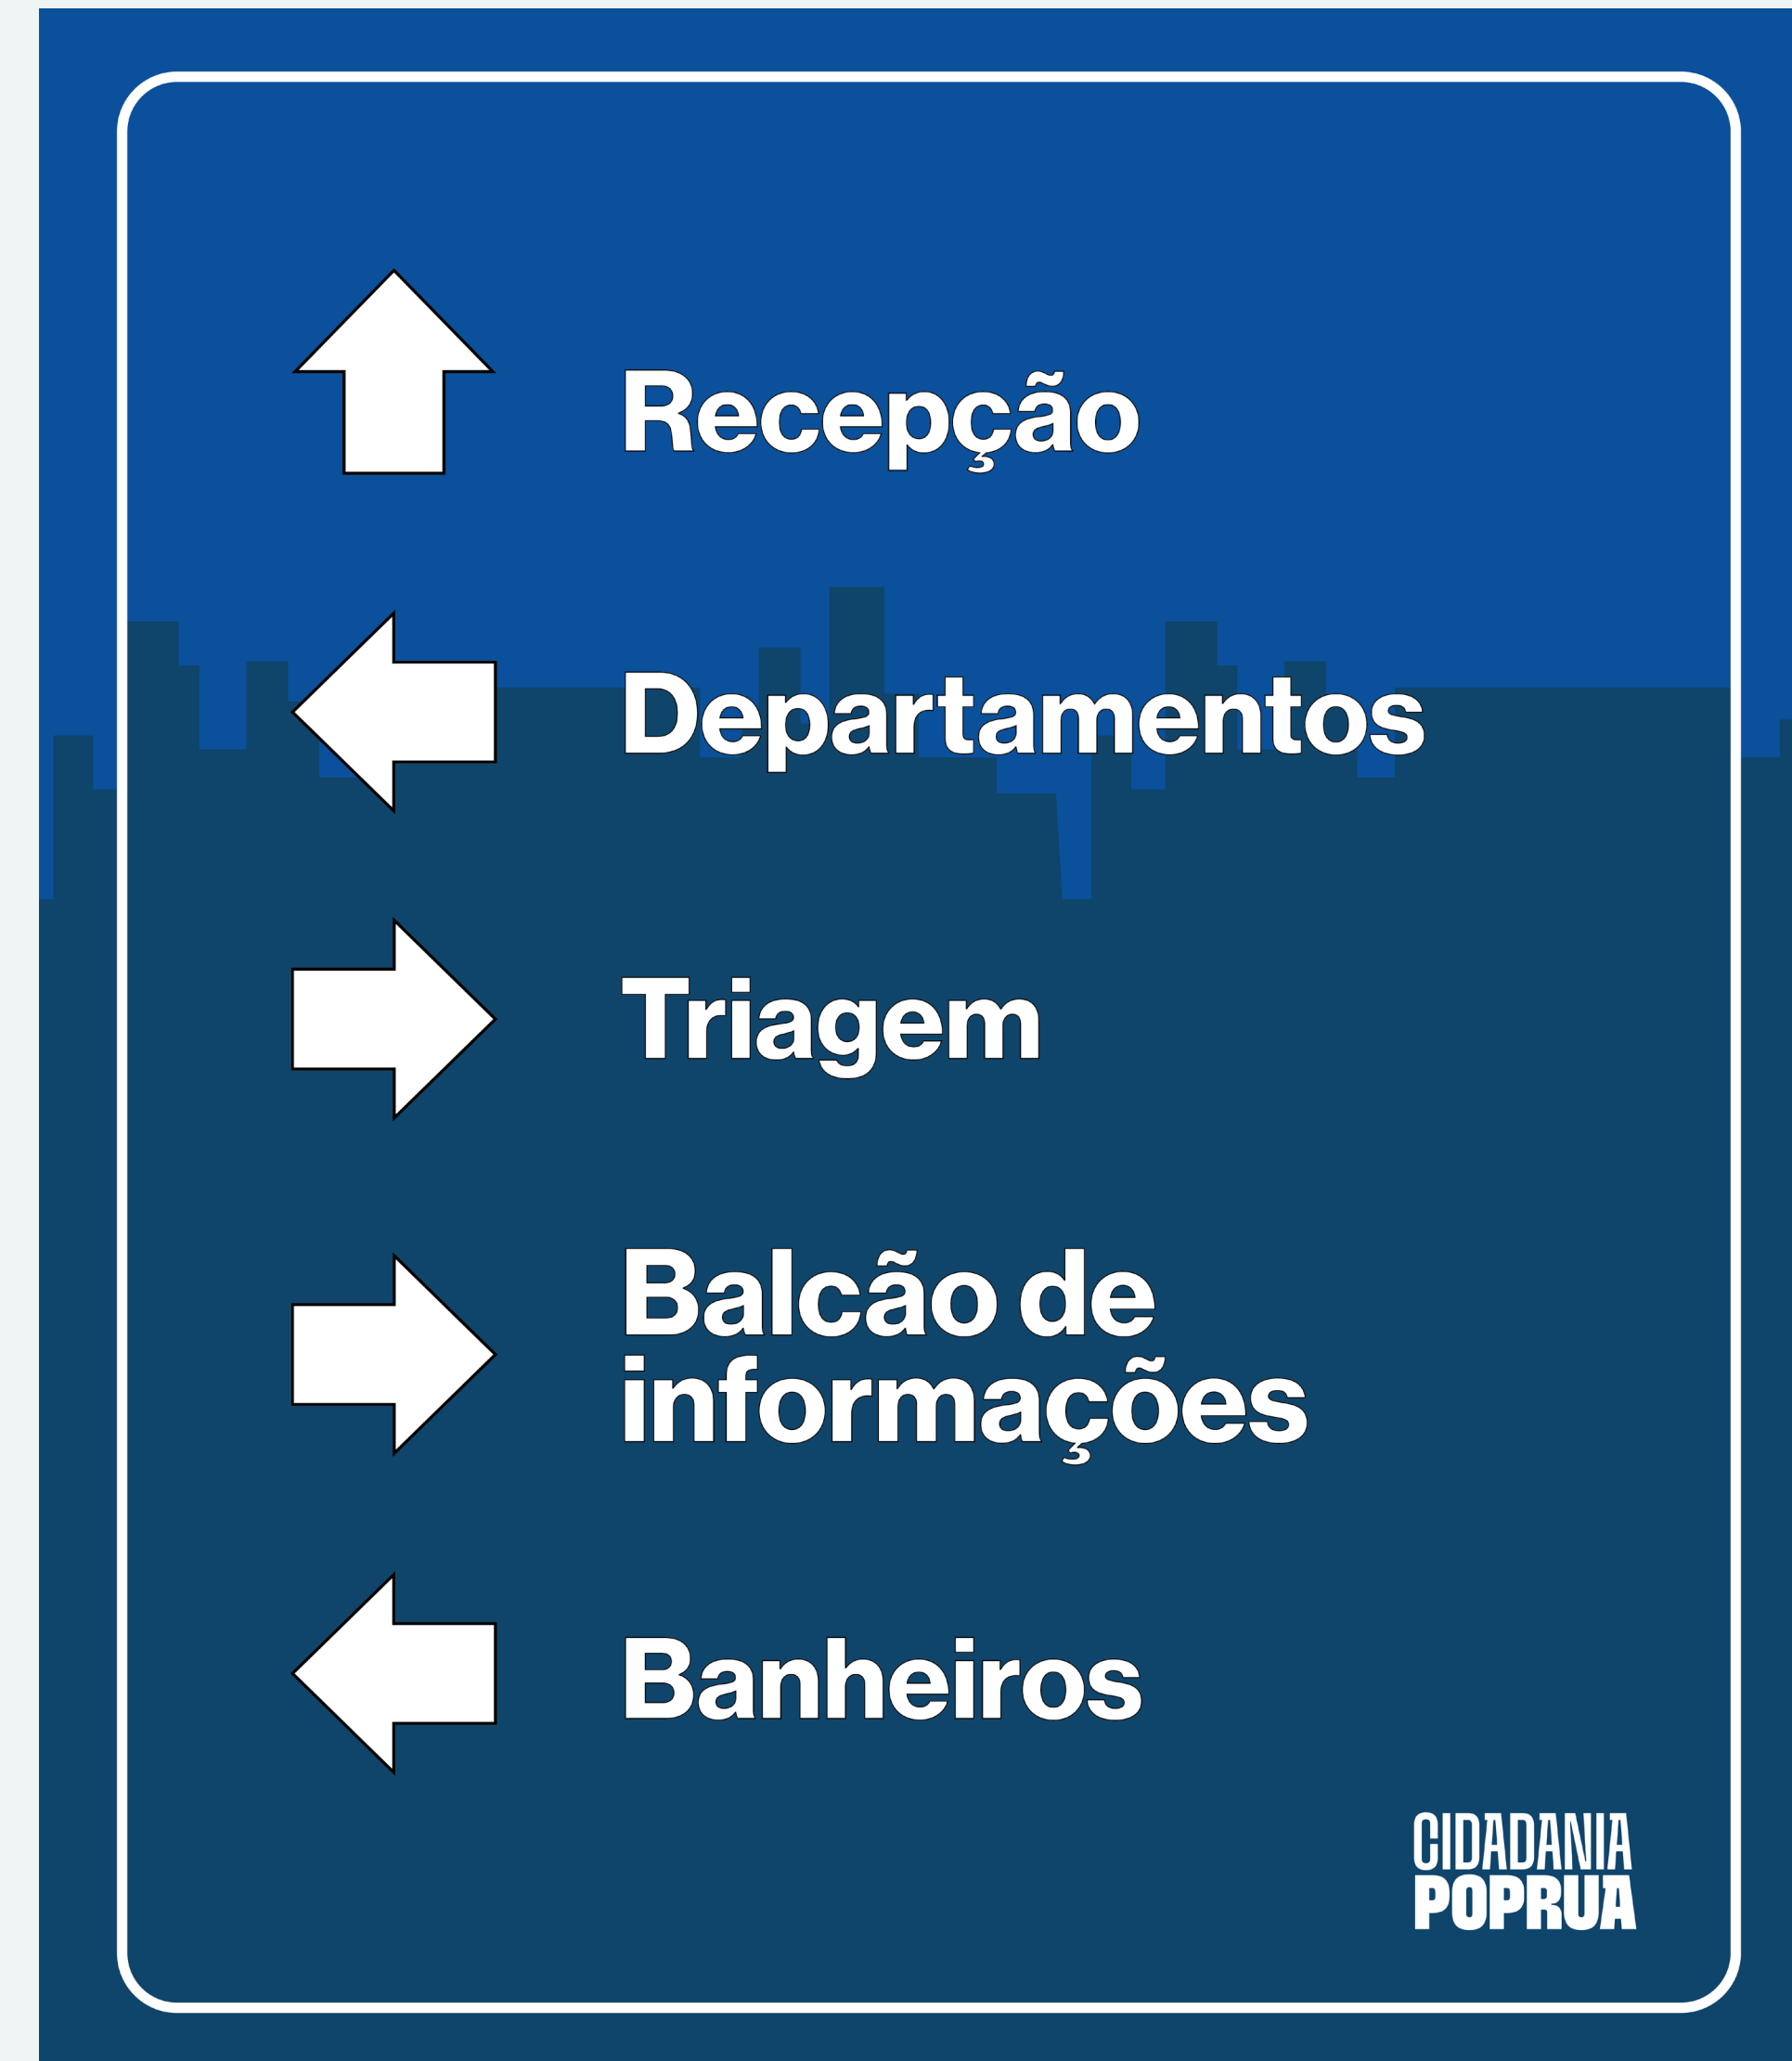 Recepção
Departamentos
Triagem
Balcão de
informações
Banheiros
CIDADANIA
POPRUA